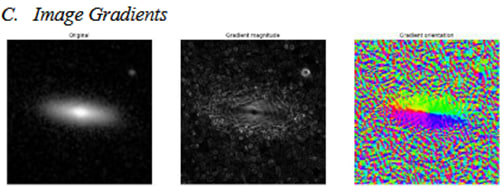 C. Image Gradients
Original
Gradient magnitude
Gradient orientation